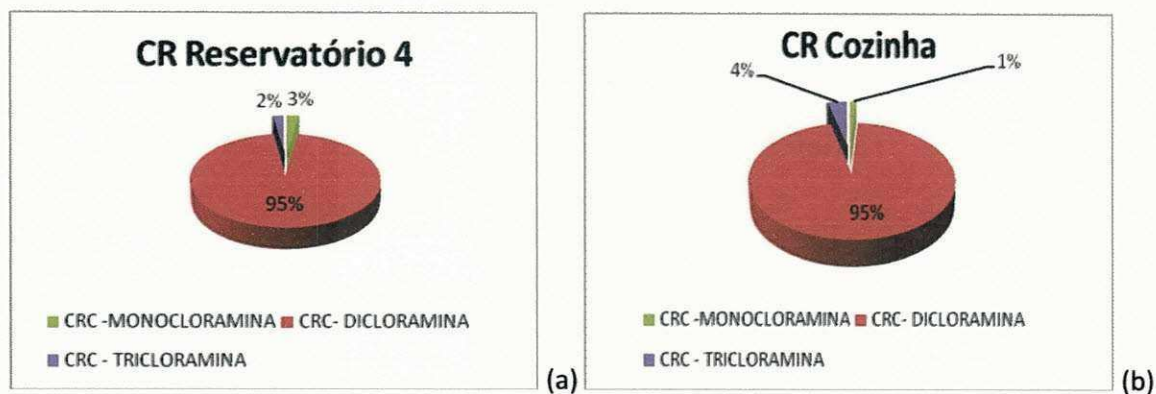 CR Reservatório 4
2% 3%
95%
CRC -MONOCLORAMINA CRC- DICLORAMINA
CRC - TRICLORAMINA
(a)
CR Cozinha
4% 1%
95%
CRC -MONOCLORAMINA CRC- DICLORAMINA
CRC - TRICLORAMINA
(b)